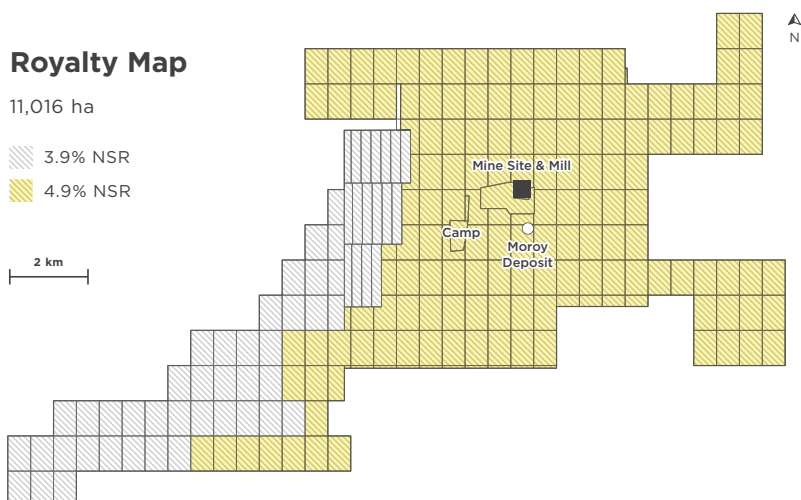 Royalty Map
11,016 ha
3.9% NSR
4.9% NSR
2 km
N
Mine Site & Mill
Camp
Moroy
Deposit